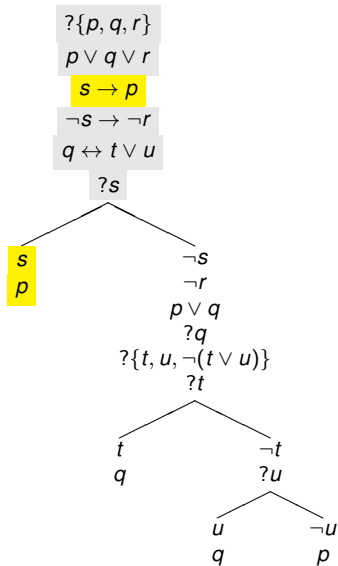 ?{p, q, r}
p ∨ q ∨ r
s → p
¬s → ¬r
q ↔ t ∨ u
?s
s
p
¬s
¬r
p ∨ q
?q
?{t, u, ¬(t ∨ u)}
?t
t
q
¬t
?u
u
q
¬u
p